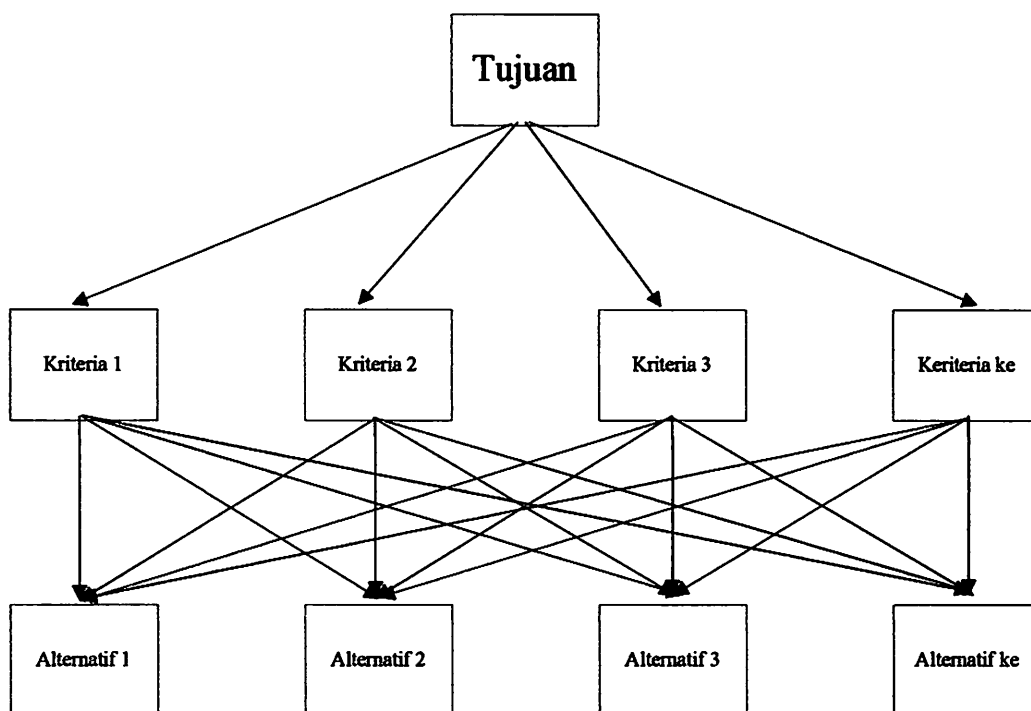 Tujuan
Kriteria 1
Kriteria 2
Kriteria 3
Keriteria ke
Alternatif 1
Alternatif 2
Alternatif 3
Alternatif ke